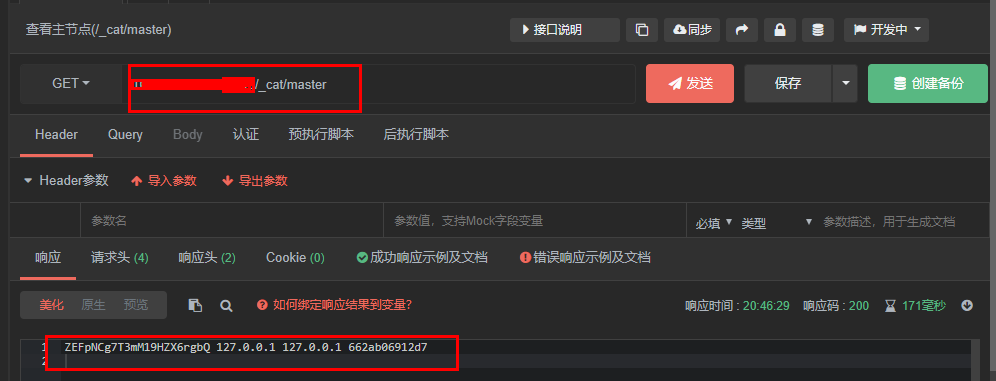 查看主节点(/_cat/master)
接口说明 同步 开发中
GET /_cat/master 发送 保存 创建备份
Header Query Body 认证 预执行脚本 后执行脚本
Header参数 导入参数 导出参数
参数名 参数值，支持Mock字段变量 必填 类型 参数描述，用于生成文档
响应 请求头 (4) 响应头 (2) Cookie (0) 成功响应示例及文档 错误响应示例及文档
美化 原生 预览 如何绑定响应结果到变量? 响应时间 : 20:46:29 响应码 : 200 171毫秒
1 ZEFpNCg7T3mM19HZX6rgbQ 127.0.0.1 127.0.0.1 662ab06912d7
2